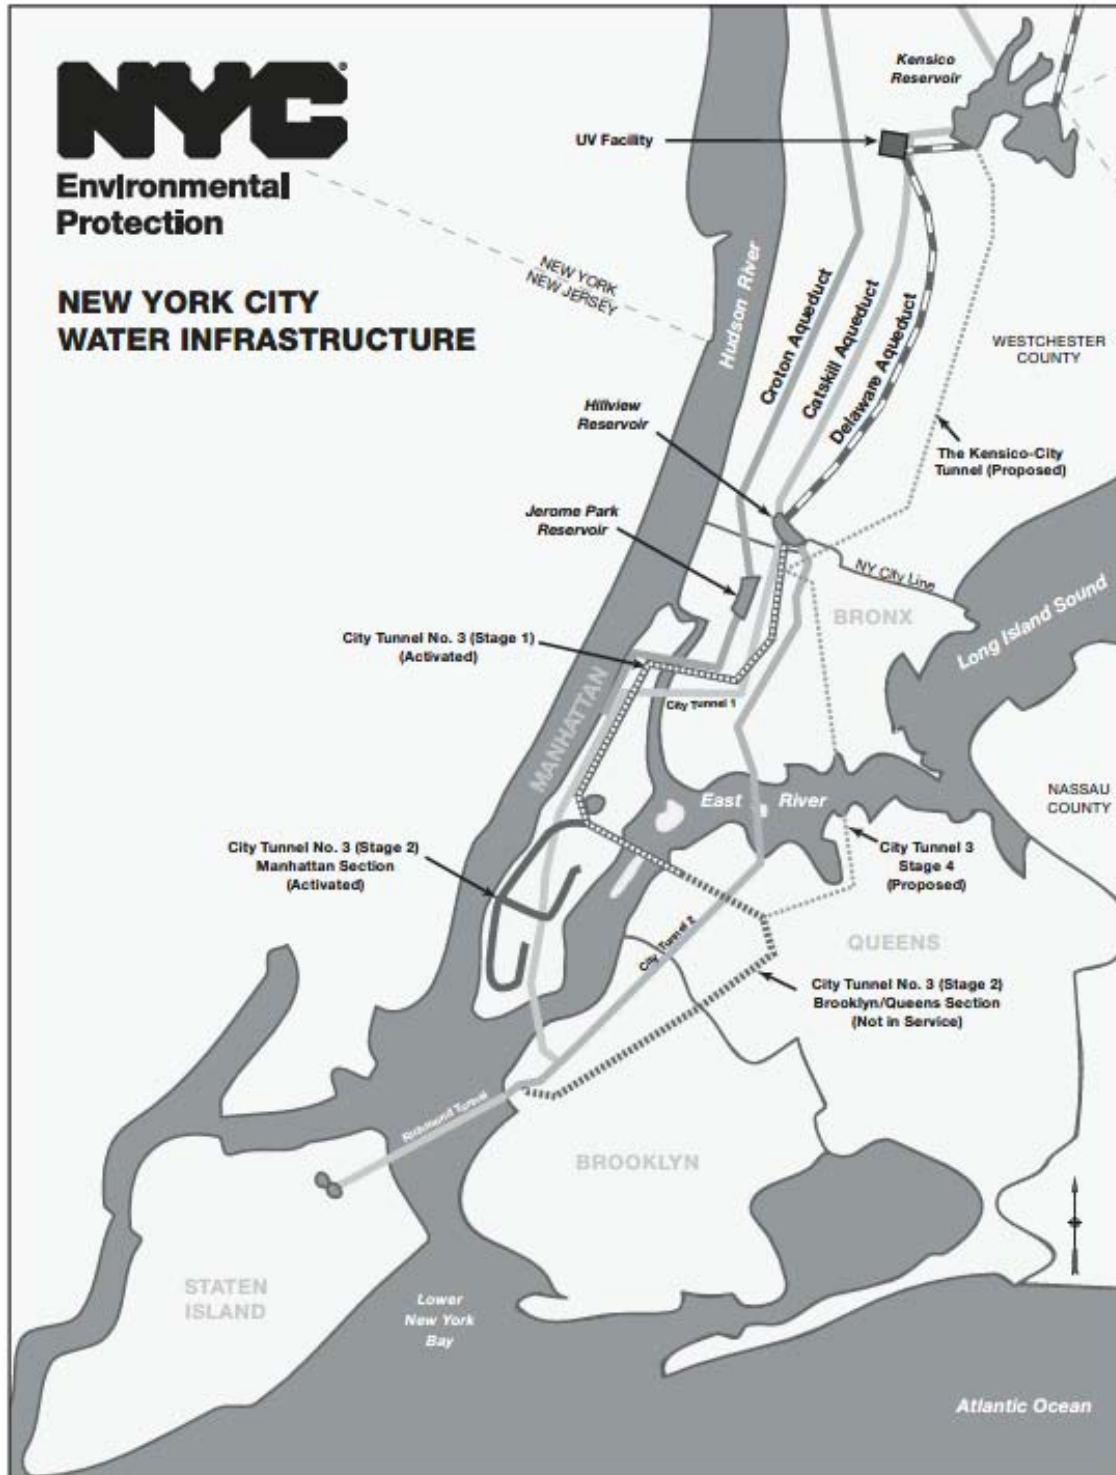 NYC®
Environmental
Protection
NEW YORK CITY
WATER INFRASTRUCTURE
Kensico
Reservoir
UV Facility
NEW YORK
NEW JERSEY
Hudson River
Croton Aqueduct
Catskill Aqueduct
Delaware Aqueduct
WESTCHESTER
COUNTY
Hillview
Reservoir
The Kensico-City
Tunnel (Proposed)
Jerome Park
Reservoir
NY City Line
BRONX
Long Island Sound
City Tunnel No. 3 (Stage 1)
(Activated)
MANHATTAN
City Tunnel 1
East River
NASSAU
COUNTY
City Tunnel No. 3 (Stage 2)
Manhattan Section
(Activated)
City Tunnel 3
Stage 4
(Proposed)
City Tunnel 2
QUEENS
City Tunnel No. 3 (Stage 2)
Brooklyn/Queens Section
(Not in Service)
Richmond Tunnel
BROOKLYN
STATEN
ISLAND
Lower
New York
Bay
Atlantic Ocean